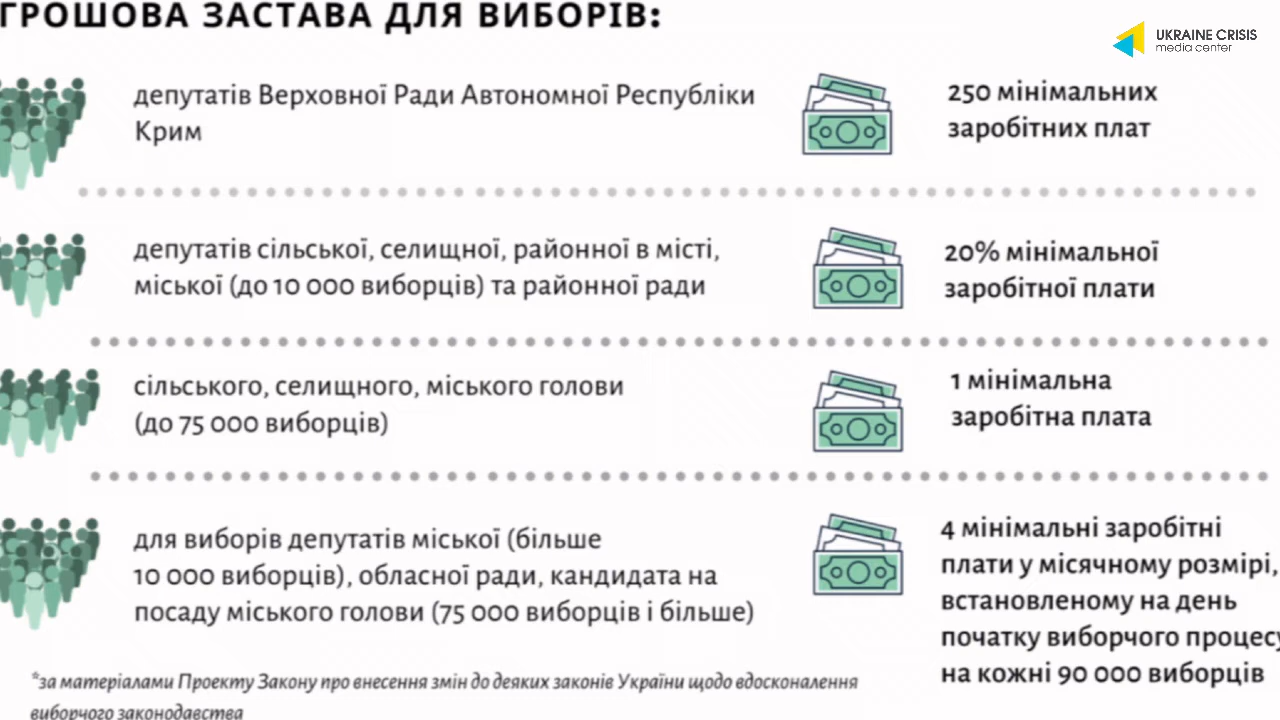 ГРОШОВА ЗАСТАВА ДЛЯ ВИБОРІВ:
UKRAINE CRISIS
media center
депутатів Верховної Ради Автономної Республіки
Крим
250 мінімальних
заробітних плат
депутатів сільської, селищної, районної в місті,
міської (до 10 000 виборців) та районної ради
20% мінімальної
заробітної плати
сільського, селищного, міського голови
(до 75 000 виборців)
1 мінімальна
заробітна плата
для виборів депутатів міської (більше
10 000 виборців), обласної ради, кандидата на
посаду міського голови (75 000 виборців і більше)
4 мінімальні заробітні
плати у місячному розмірі,
встановленому на день
початку виборчого процесу
на кожні 90 000 виборців
*за матеріалами Проекту Закону про внесення змін до деяких законів України щодо вдосконалення
виборчого законодавства